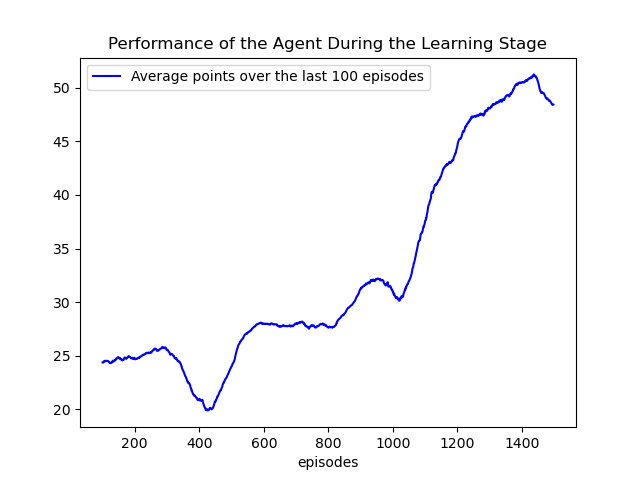 Performance of the Agent During the Learning Stage
Average points over the last 100 episodes
50
45
40
35
30
25
20
200 400 600 800 1000 1200 1400
episodes